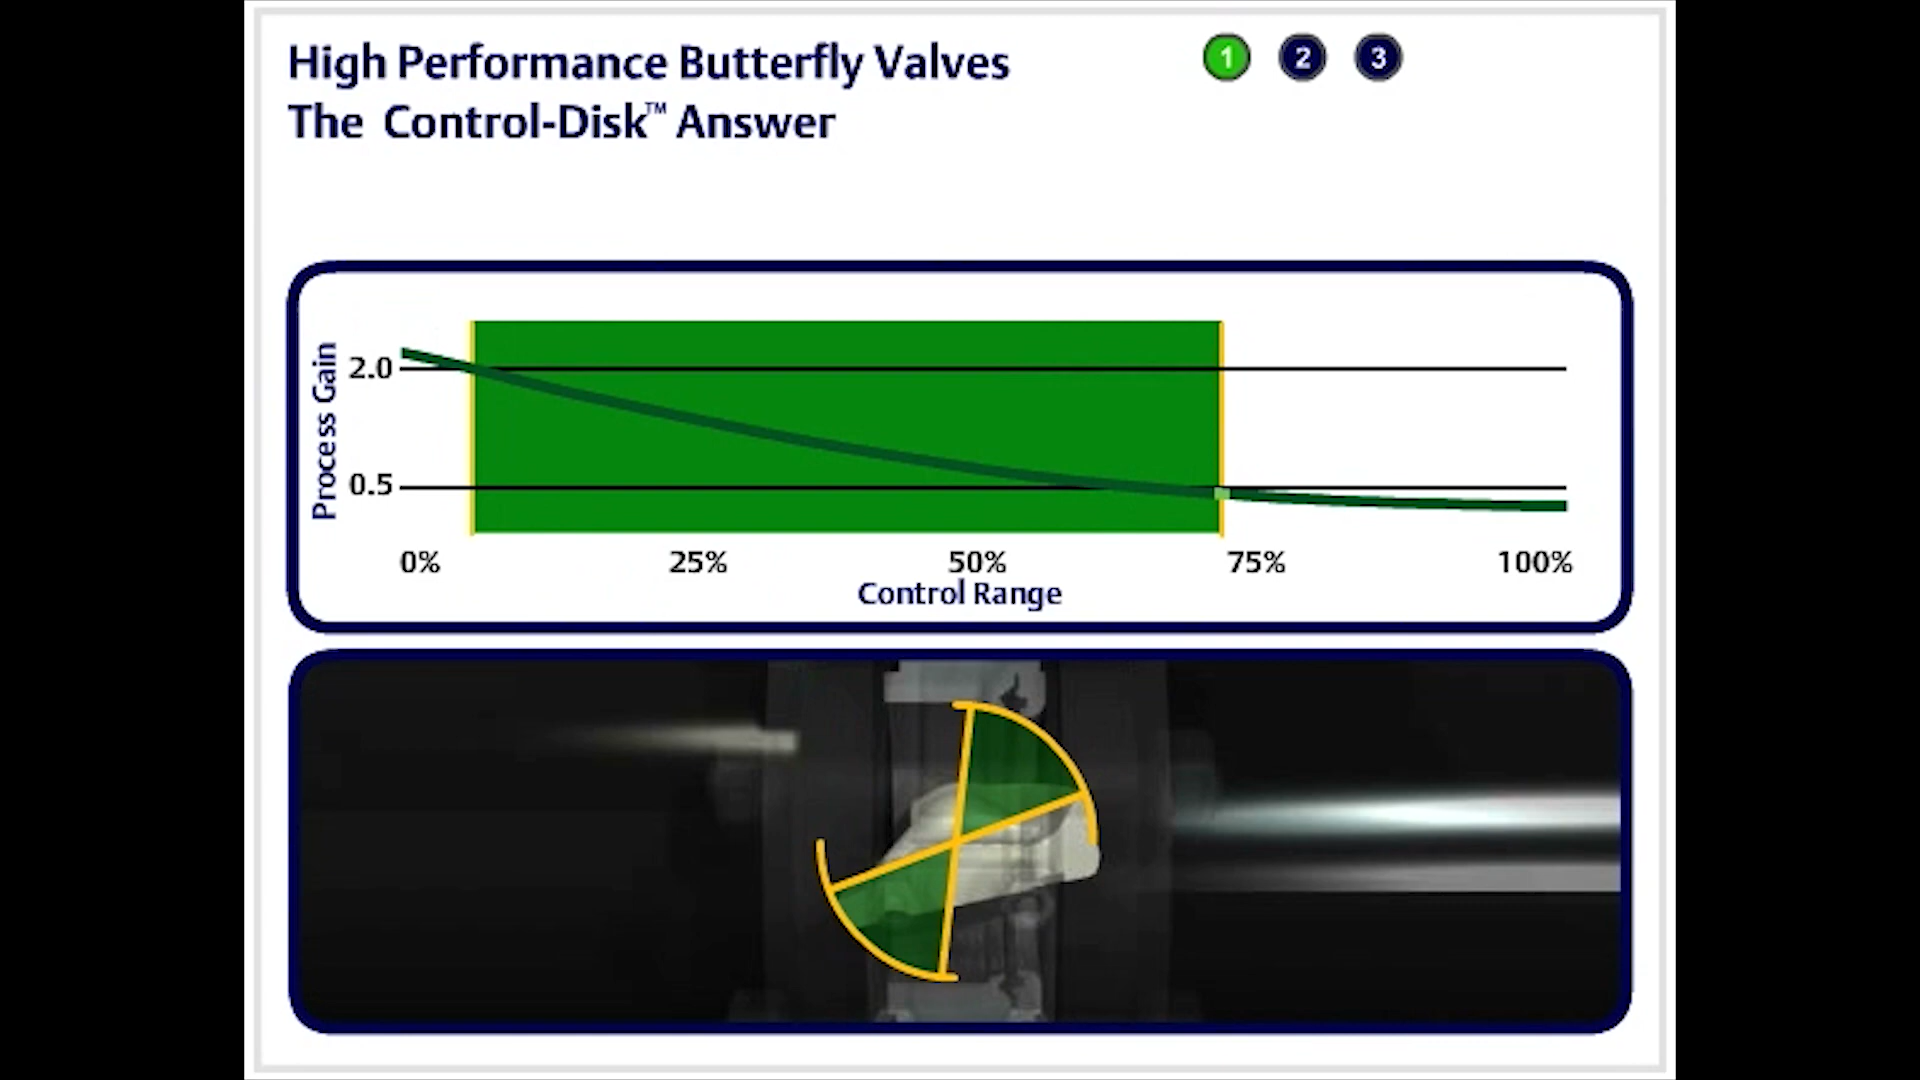 High Performance Butterfly Valves
The Control-Disk™ Answer
1 2 3
Process Gain
2.0
0.5
0% 25% 50% 75% 100%
Control Range